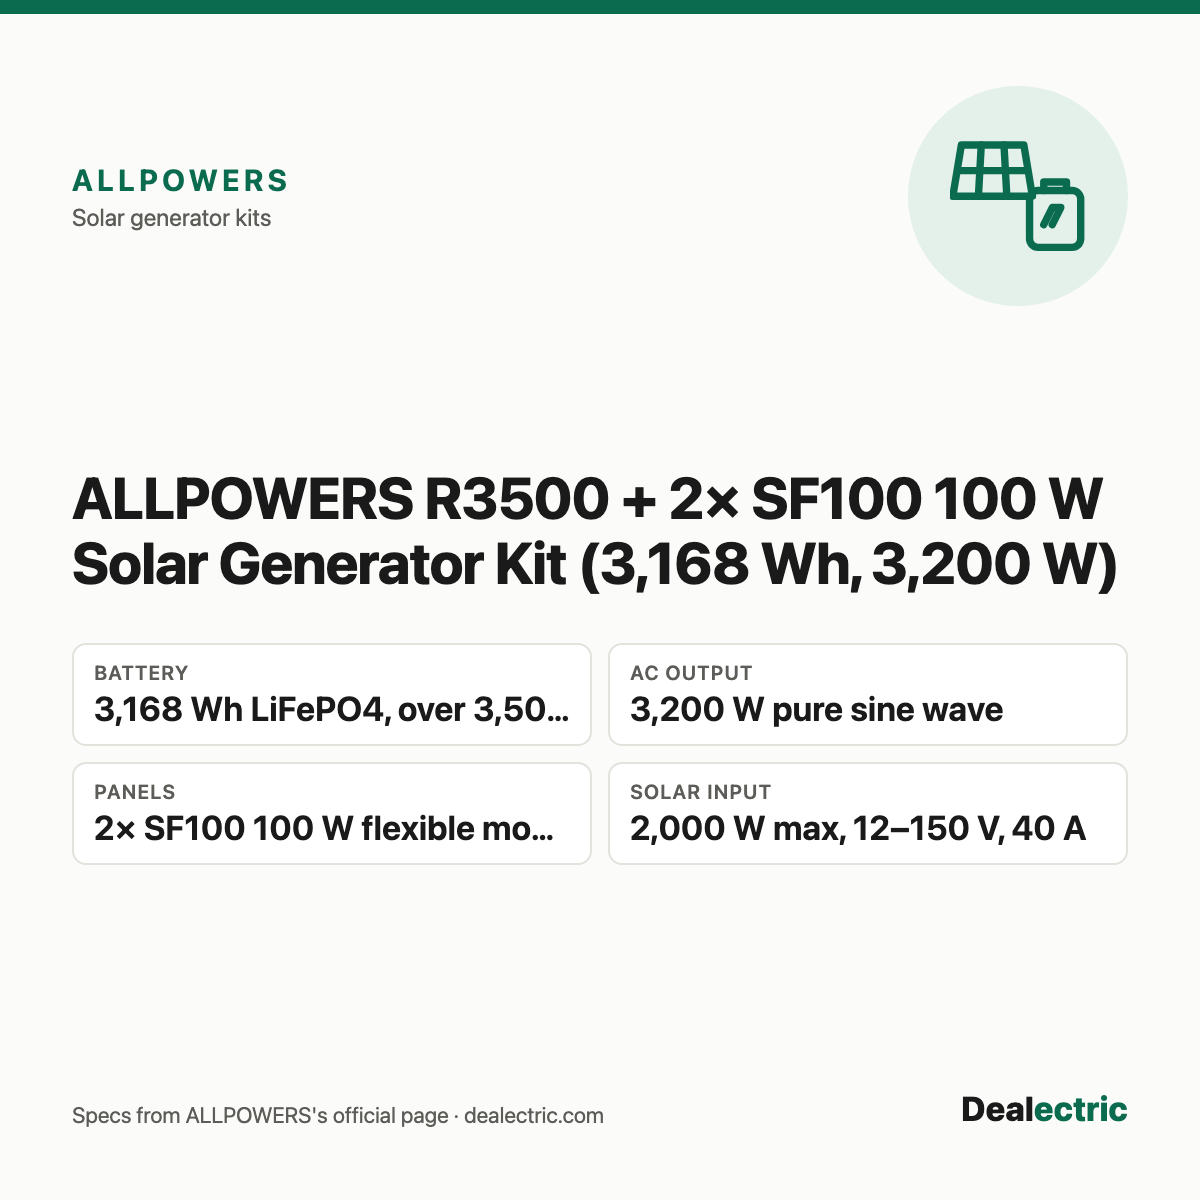 ALLPOWERS
Solar generator kits
ALLPOWERS R3500 + 2× SF100 100 W
Solar Generator Kit (3,168 Wh, 3,200 W)
BATTERY
3,168 Wh LiFePO4, over 3,50...
AC OUTPUT
3,200 W pure sine wave
PANELS
2× SF100 100 W flexible mo...
SOLAR INPUT
2,000 W max, 12–150 V, 40 A
Specs from ALLPOWERS's official page · dealectric.com
Dealectric